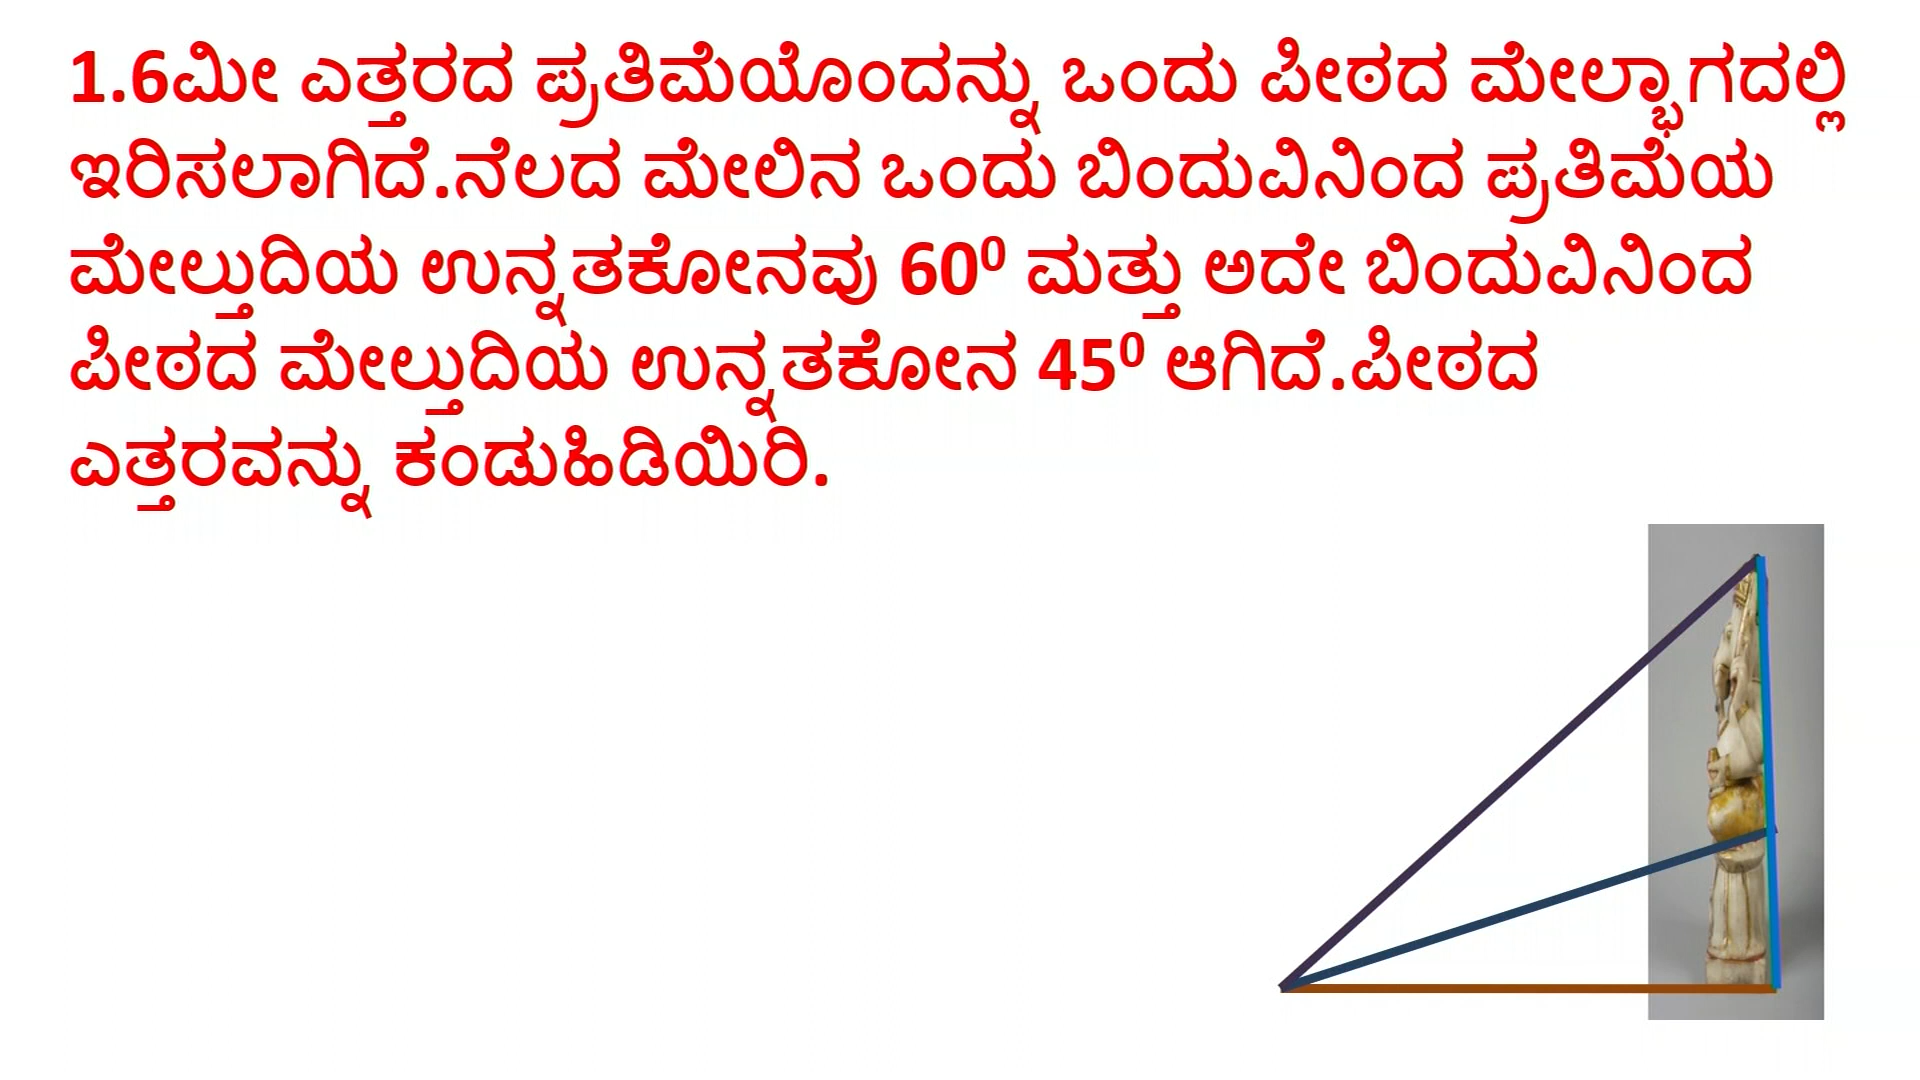 1.6ಮೀ ಎತ್ತರದ ಪ್ರತಿಮೆಯೊಂದನ್ನು ಒಂದು ಪೀಠದ ಮೇಲ್ಭಾಗದಲ್ಲಿ
ಇರಿಸಲಾಗಿದೆ.ನೆಲದ ಮೇಲಿನ ಒಂದು ಬಿಂದುವಿನಿಂದ ಪ್ರತಿಮೆಯ
ಮೇಲ್ತುದಿಯ ಉನ್ನತಕೋನವು 60⁰ ಮತ್ತು ಅದೇ ಬಿಂದುವಿನಿಂದ
ಪೀಠದ ಮೇಲ್ತುದಿಯ ಉನ್ನತಕೋನ 45⁰ ಆಗಿದೆ.ಪೀಠದ
ಎತ್ತರವನ್ನು ಕಂಡುಹಿಡಿಯಿರಿ.